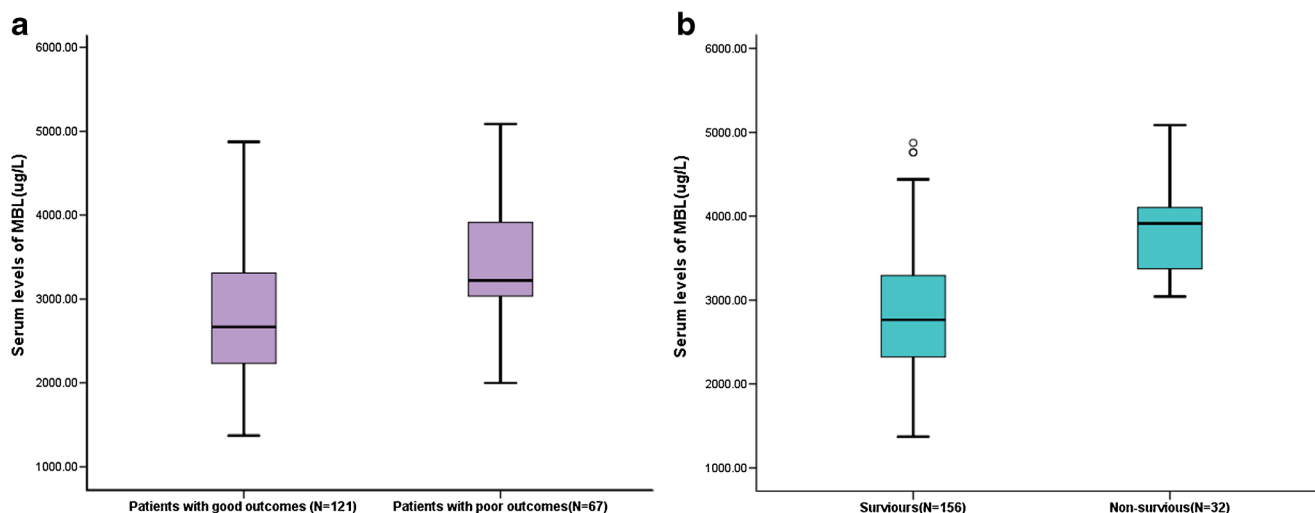 a
6000.00
5000.00
4000.00
3000.00
2000.00
1000.00
Serum levels of MBL(ug/L)
Patients with good outcomes (N=121)
Patients with poor outcomes(N=67)
b
6000.00
5000.00
4000.00
3000.00
2000.00
1000.00
Serum levels of MBL(ug/L)
Surviours(N=156)
Non-survious(N=32)